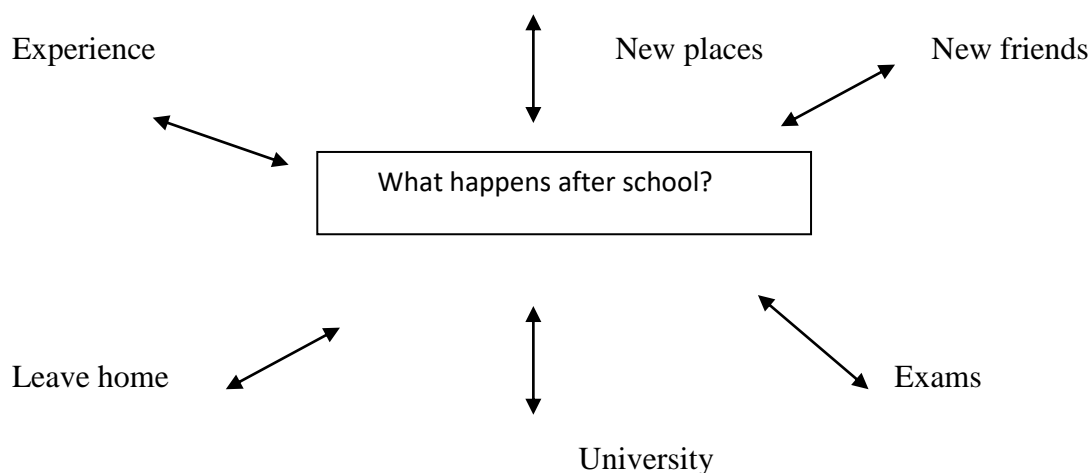 Experience New places New friends
What happens after school?
Leave home Exams
University